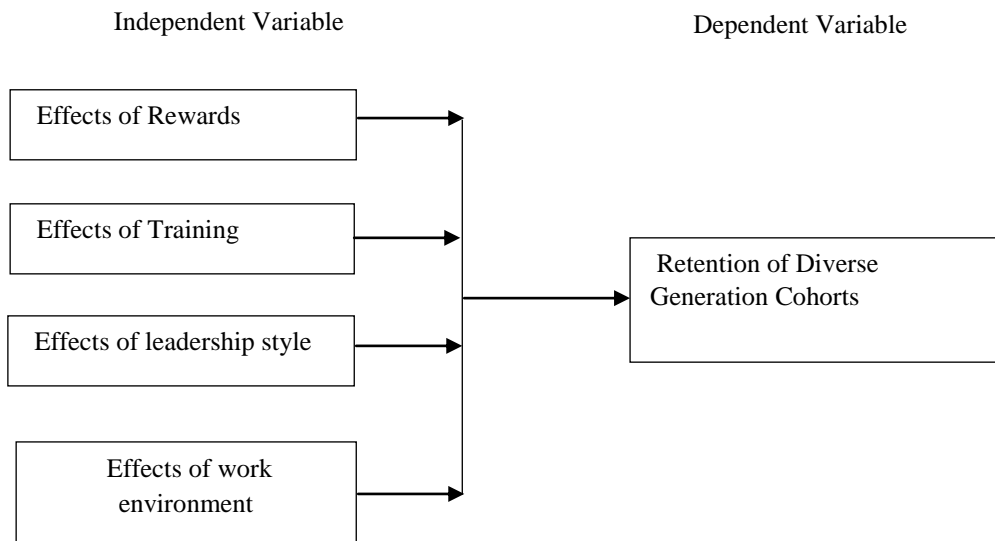 Independent Variable
Dependent Variable
Effects of Rewards
Effects of Training
Effects of leadership style
Effects of work
environment
Retention of Diverse
Generation Cohorts